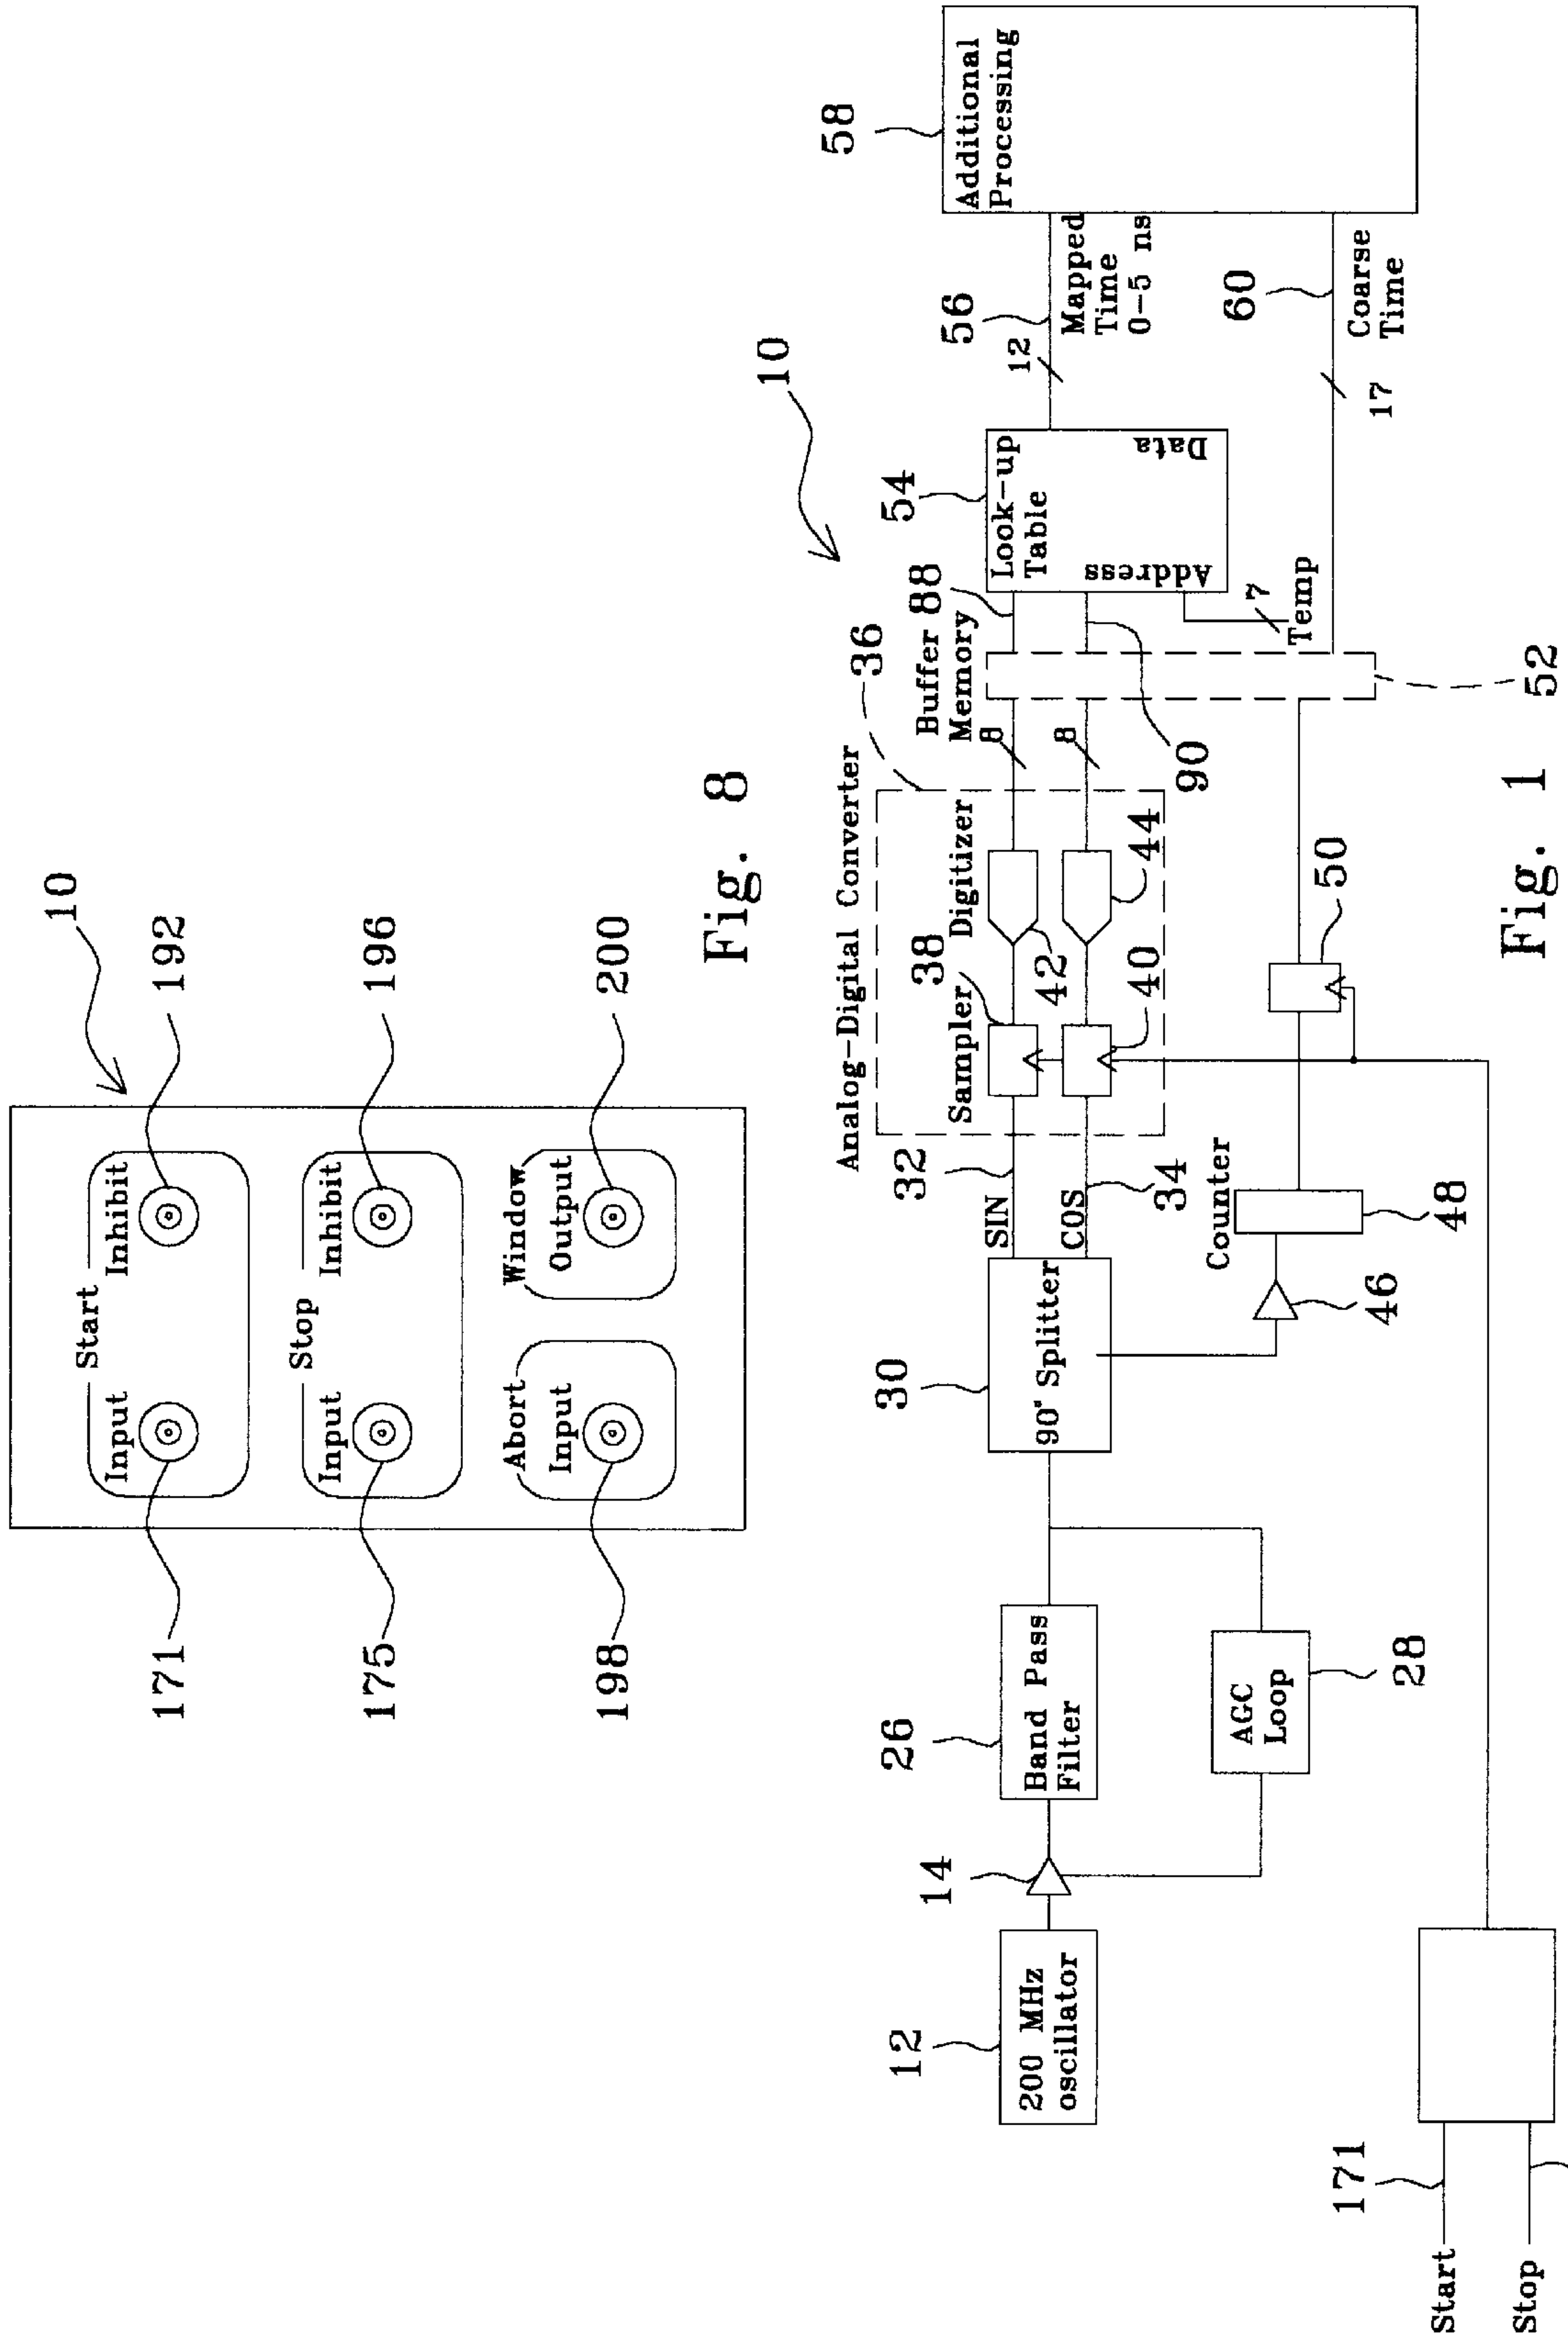 10
Start
Input
Inhibit
171
192
Stop
Input
Inhibit
175
196
Abort
Input
Window
Output
198
200
Fig. 8
10
12
200 MHz
oscillator
14
26
Band Pass
Filter
AGC
Loop
28
30
90° Splitter
SIN
32
COS
34
Analog-Digital Converter
36
Sampler
38
Digitizer
42
40
44
Counter
46
48
50
Buffer
Memory
8
8
88
90
52
54
Look-up
Table
Address
Data
7
Temp
12
56
Mapped
Time
0-5 ns
17
60
Coarse
Time
58
Additional
Processing
171
Start
Stop
Fig. 1